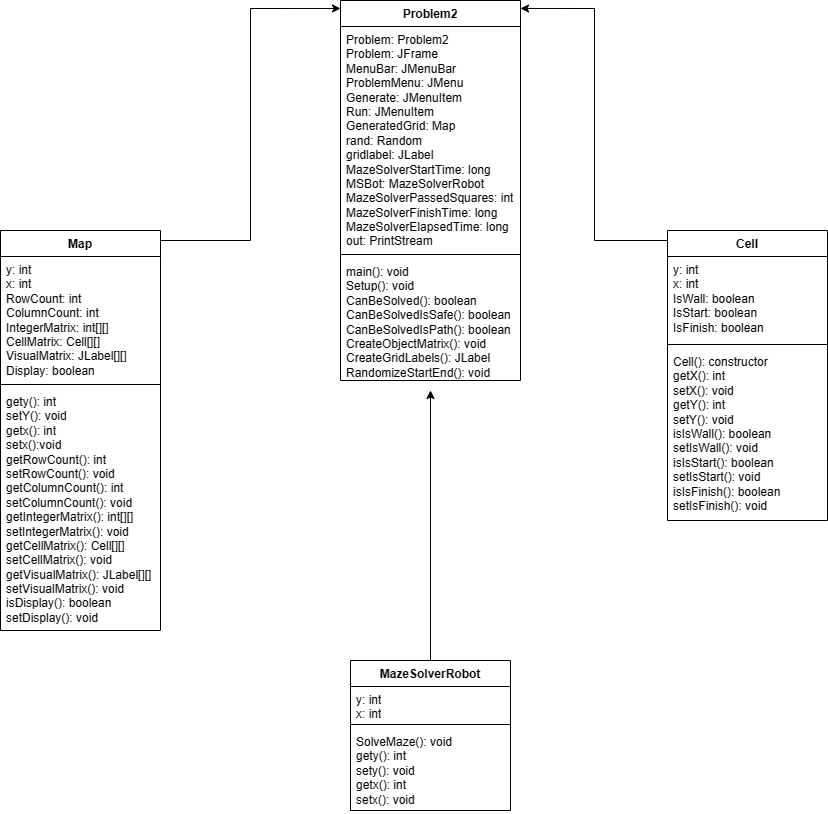 Problem2
Problem: Problem2
Problem: JFrame
MenuBar: JMenuBar
ProblemMenu: JMenu
Generate: JMenuItem
Run: JMenuItem
GeneratedGrid: Map
rand: Random
gridlabel: JLabel
MazeSolverStartTime: long
MSBot: MazeSolverRobot
MazeSolverPassedSquares: int
MazeSolverFinishTime: long
MazeSolverElapsedTime: long
out: PrintStream
main(): void
Setup(): void
CanBeSolved(): boolean
CanBeSolvedIsSafe(): boolean
CanBeSolvedIsPath(): boolean
CreateObjectMatrix(): void
CreateGridLabels(): JLabel
RandomizeStartEnd(): void
Map
y: int
x: int
RowCount: int
ColumnCount: int
IntegerMatrix: int[][]
CellMatrix: Cell[][]
VisualMatrix: JLabel[][]
Display: boolean
gety(): int
setY(): void
getx(): int
setx():void
getRowCount(): int
setRowCount(): void
getColumnCount(): int
setColumnCount(): void
getIntegerMatrix(): int[][]
setIntegerMatrix(): void
getCellMatrix(): Cell[][]
setCellMatrix(): void
getVisualMatrix(): JLabel[][]
setVisualMatrix(): void
isDisplay(): boolean
setDisplay(): void
Cell
y: int
x: int
IsWall: boolean
IsStart: boolean
IsFinish: boolean
Cell(): constructor
getX(): int
setX(): void
getY(): int
setY(): void
isIsWall(): boolean
setIsWall(): void
isIsStart(): boolean
setIsStart(): void
isIsFinish(): boolean
setIsFinish(): void
MazeSolverRobot
y: int
x: int
SolveMaze(): void
gety(): int
sety(): void
getx(): int
setx(): void